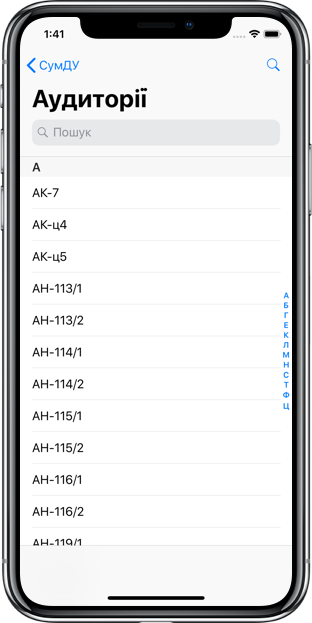 1:41
СумДУ
Аудиторії
Пошук
А
АК-7
АК-ц4
АК-ц5
АН-113/1
АН-113/2
АН-114/1
АН-114/2
АН-115/1
АН-115/2
АН-116/1
АН-116/2
АН-119/1
А
Б
Г
Е
К
Л
М
Н
С
Т
Ф
Ц